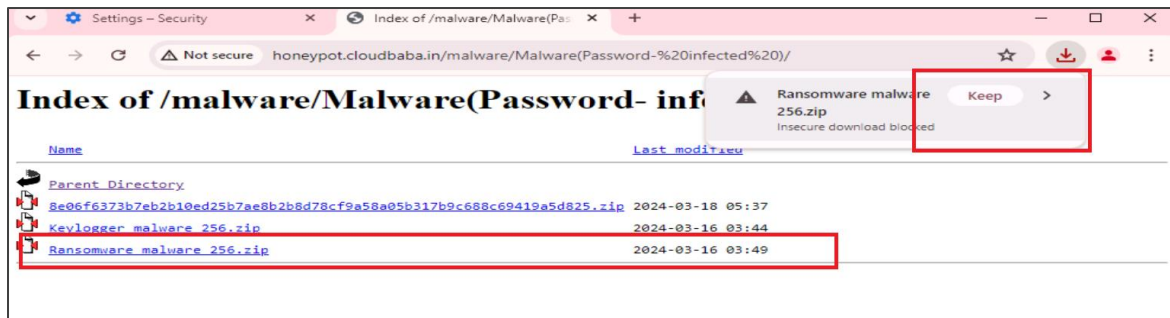 Settings – Security
Index of /malware/Malware(Pas
Not secure honeypot.cloudbaba.in/malware/Malware(Password-%20infected%20)/
Index of /malware/Malware(Password- inf
Ransomware malware 256.zip
Keep
Insecure download blocked
Name Last modified
Parent Directory
8e06f6373b7eb2b10ed25b7ae8b2b8d78cf9a58a05b317b9c688c69419a5d825.zip 2024-03-18 05:37
Keylogger malware 256.zip 2024-03-16 03:44
Ransomware malware 256.zip 2024-03-16 03:49